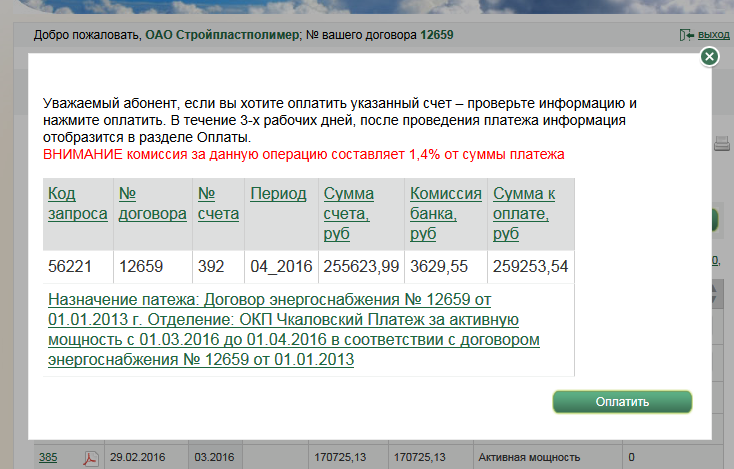 Добро пожаловать, ОАО Стройпластполимер; № вашего договора 12659
выход
Уважаемый абонент, если вы хотите оплатить указанный счет – проверьте информацию и
нажмите оплатить. В течение 3-х рабочих дней, после проведения платежа информация
отобразится в разделе Оплаты.
ВНИМАНИЕ комиссия за данную операцию составляет 1,4% от суммы платежа
Код запроса № договора № счета Период Сумма счета, руб Комиссия банка, руб Сумма к оплате, руб
56221 12659 392 04_2016 255623,99 3629,55 259253,54
Назначение патежа: Договор энергоснабжения № 12659 от
01.01.2013 г. Отделение: ОКП Чкаловский Платеж за активную
мощность с 01.03.2016 до 01.04.2016 в соответствии с договором
энергоснабжения № 12659 от 01.01.2013
Оплатить
385 29.02.2016 03.2016 170725,13 170725,13 Активная мощность 0